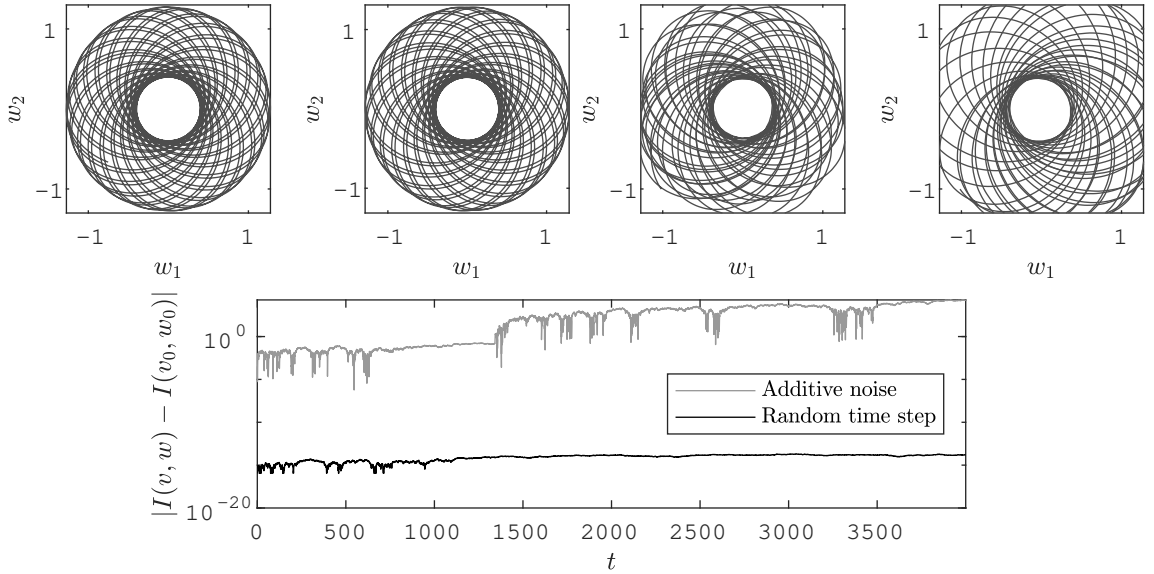 w₂ 1 −1 −1 1 w₁
w₂ 1 −1 −1 1 w₁
w₂ 1 −1 −1 1 w₁
w₂ 1 −1 −1 1 w₁
|I(v, w) − I(v₀, w₀)|
10⁰
10⁻²⁰
Additive noise
Random time step
0 500 1000 1500 2000 2500 3000 3500
t